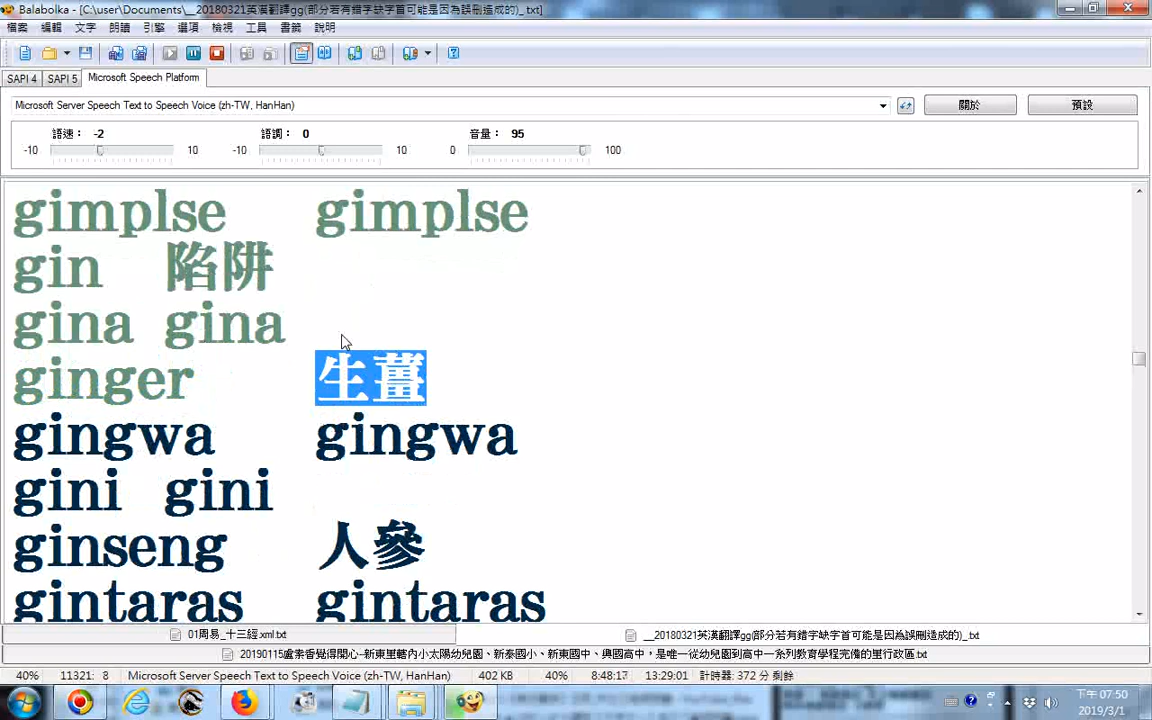 Balabolka - [C:\user\Documents\__20180321英漢翻譯gg(部分若有錯字缺字首可能是因為誤刪造成的)_.txt]
檔案 編輯 文字 朗讀 引擎 選項 檢視 工具 書籤 說明
SAPI 4 SAPI 5 Microsoft Speech Platform
Microsoft Server Speech Text to Speech Voice (zh-TW, HanHan) 關於 預設
語速： -2 語調： 0 音量： 95
-10 10 -10 10 0 100
gimplse gimplse
gin 陷阱
gina gina
ginger 生薑
gingwa gingwa
gini gini
ginseng 人參
gintaras gintaras
01周易_十三經.xml.txt __20180321英漢翻譯gg(部分若有錯字缺字首可能是因為誤刪造成的)_.txt
20190115盧素香覺得開心-新東里轄內小太陽幼兒園、新泰國小、新東國中、興國高中，是唯一從幼兒園到高中一系列教育學程完備的里行政區.txt
40% 11321: 8 Microsoft Server Speech Text to Speech Voice (zh-TW, HanHan) 402 KB 40% 8:48:17 13:29:01 計時器: 372 分 剩餘
下午 07:50
2019/3/1